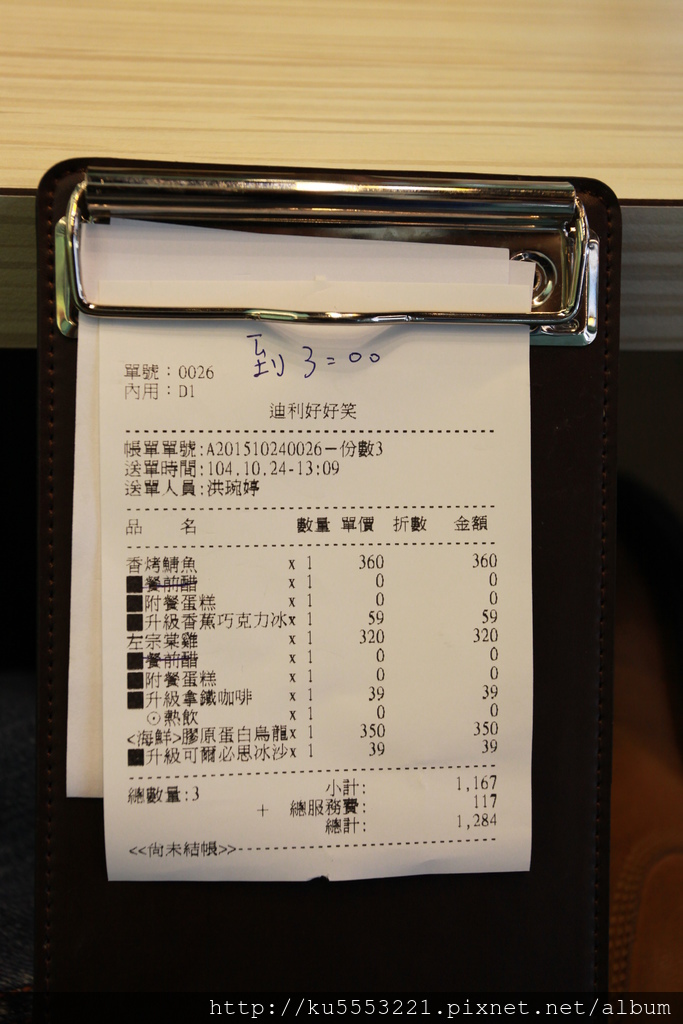 到 3:00
單號：0026
內用：D1
迪利好好笑
帳單單號:A201510240026－份數3
送單時間:104.10.24-13:09
送單人員:洪琬婷
品 名 數量 單價 折數 金額
香烤鯖魚 x 1 360 360
■餐前醋 x 1 0 0
■附餐蛋糕 x 1 0 0
■升級香蕉巧克力冰x 1 59 59
左宗棠雞 x 1 320 320
■餐前醋 x 1 0 0
■附餐蛋糕 x 1 0 0
■升級拿鐵咖啡 x 1 39 39
⊙熱飲 x 1 0 0
<海鮮>膠原蛋白烏龍x 1 350 350
■升級可爾必思冰沙x 1 39 39
總數量:3 小計: 1,167
＋ 總服務費: 117
總計: 1,284
<<尚未結帳>>
http://ku5553221.pixnet.net/album